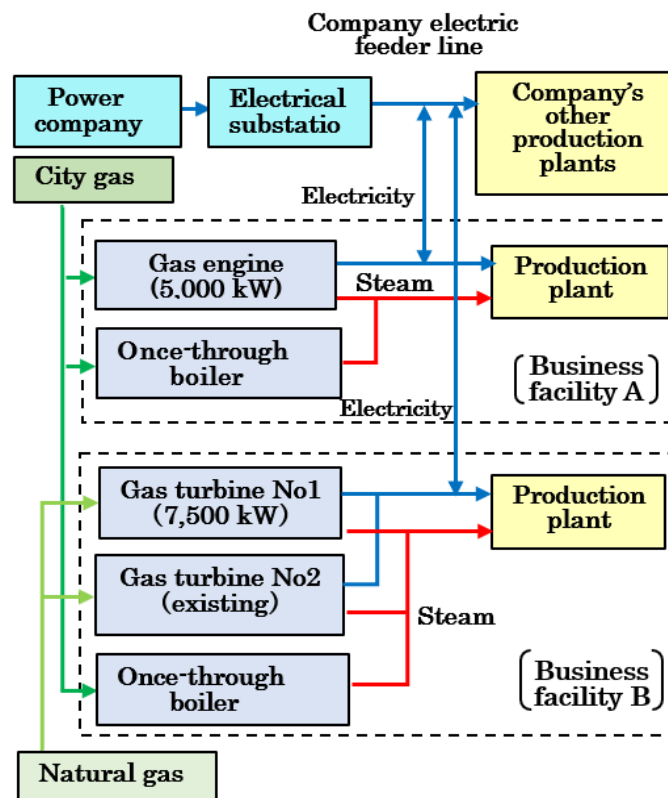 Company electric
feeder line
Power
company
Electrical
substatio
Company's
other
production
plants
City gas
Electricity
Gas engine
(5.000 kW)
Steam
Production
plant
Once-through
boiler
(Business
facility A)
Electricity
Gas turbine No1
(7,500 kW)
Production
plant
Gas turbine No2
(existing)
Steam
Once-through
boiler
(Business
facility B)
Natural gas